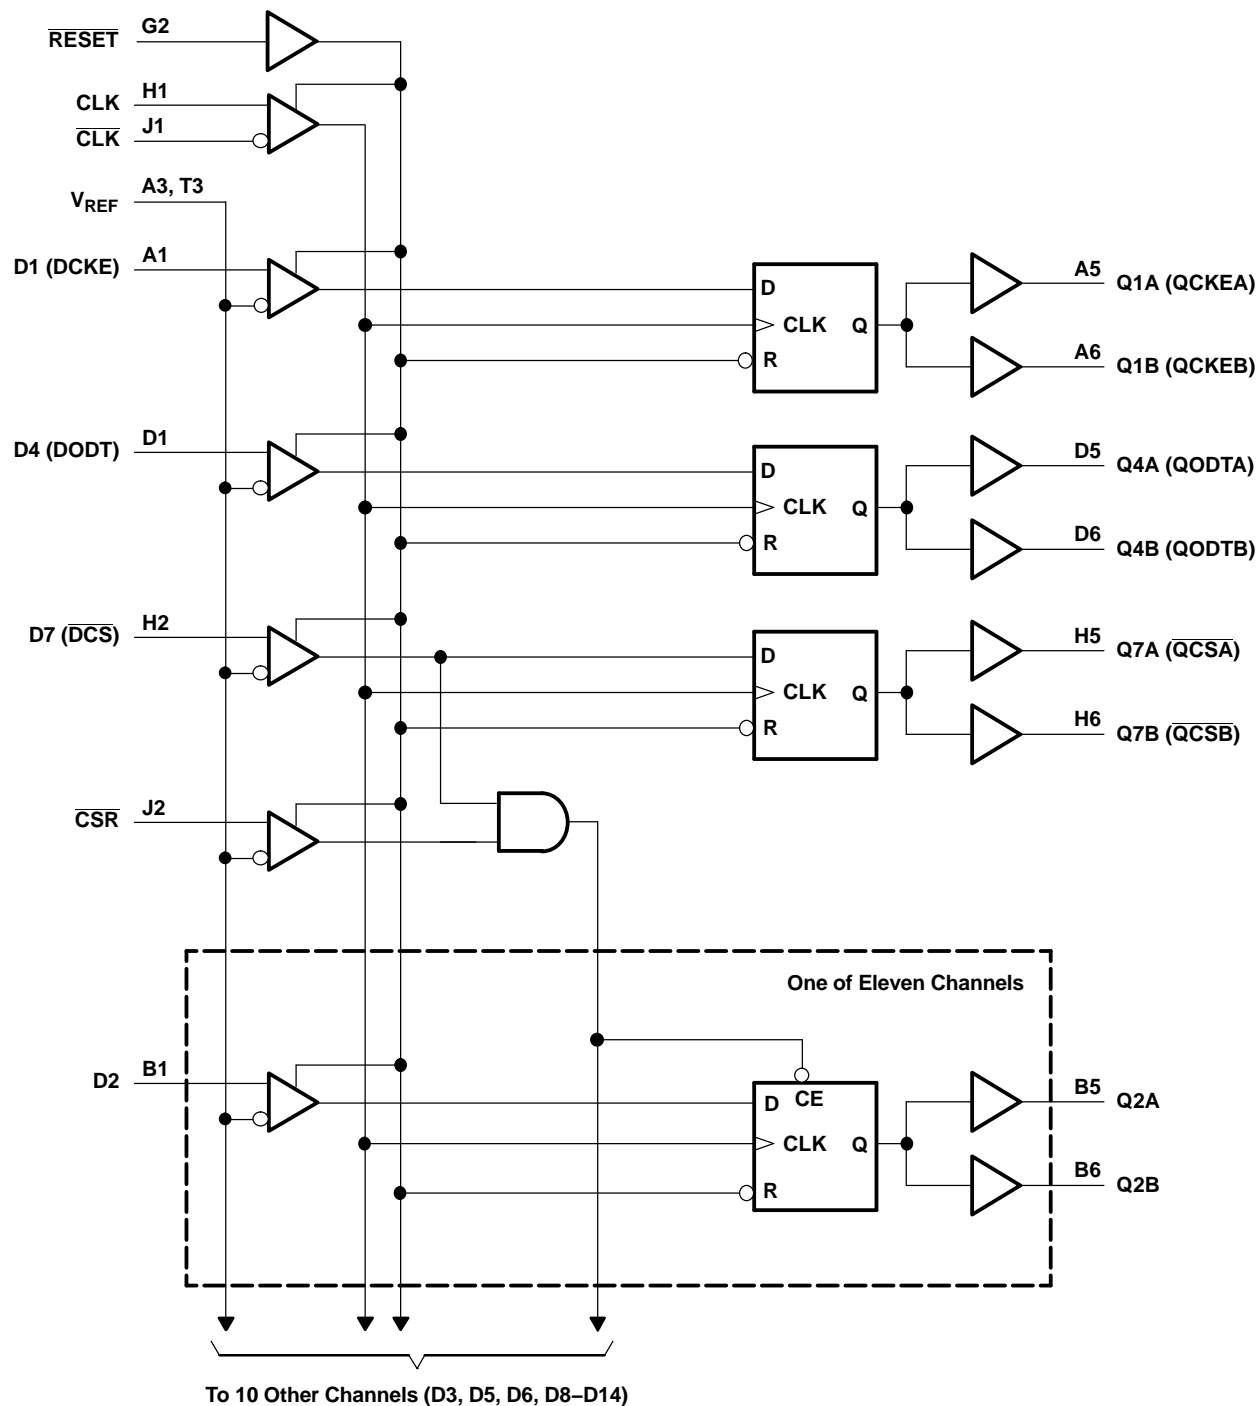 RESET G2
CLK H1
CLK J1
VREF A3, T3
D1 (DCKE) A1
D
CLK Q
R
A5 Q1A (QCKEA)
A6 Q1B (QCKEB)
D4 (DODT) D1
D
CLK Q
R
D5 Q4A (QODTA)
D6 Q4B (QODTB)
D7 (DCS) H2
D
CLK Q
R
H5 Q7A (QCSA)
H6 Q7B (QCSB)
CSR J2
One of Eleven Channels
D2 B1
CE
D
CLK Q
R
B5 Q2A
B6 Q2B
To 10 Other Channels (D3, D5, D6, D8–D14)